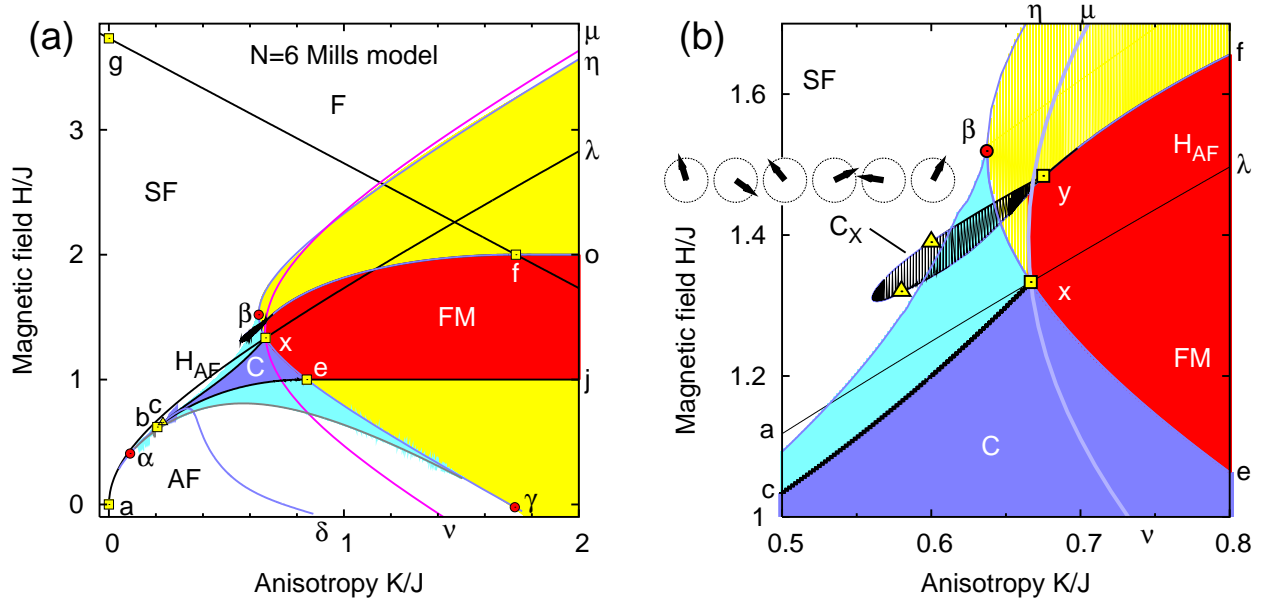 (a)
N=6 Mills model
g
F
SF
μ
η
λ
o
f
FM
β
x
H_AF
C
e
j
b
c
α
AF
a
δ
ν
γ
0
1
2
3
0
1
2
Anisotropy K/J
Magnetic field H/J
(b)
η
μ
SF
f
β
H_AF
λ
y
C_X
x
FM
a
C
e
c
ν
1
1.2
1.4
1.6
0.5
0.6
0.7
0.8
Anisotropy K/J
Magnetic field H/J